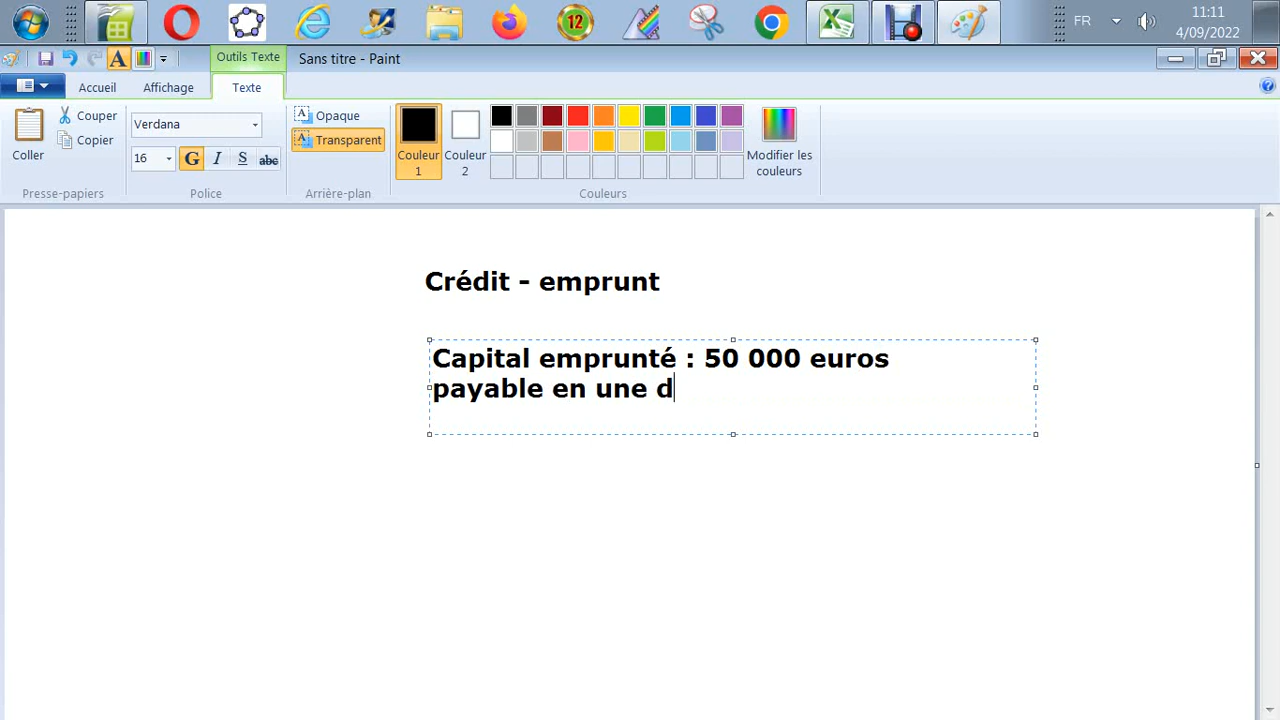 FR
11:11
4/09/2022
12
Outils Texte
Sans titre - Paint
Accueil
Affichage
Texte
Coller
Couper
Copier
Presse-papiers
Verdana
16
G I S abc
Police
A Opaque
A Transparent
Arrière-plan
Couleur 1
Couleur 2
Modifier les couleurs
Couleurs
Crédit - emprunt
Capital emprunté : 50 000 euros
payable en une d